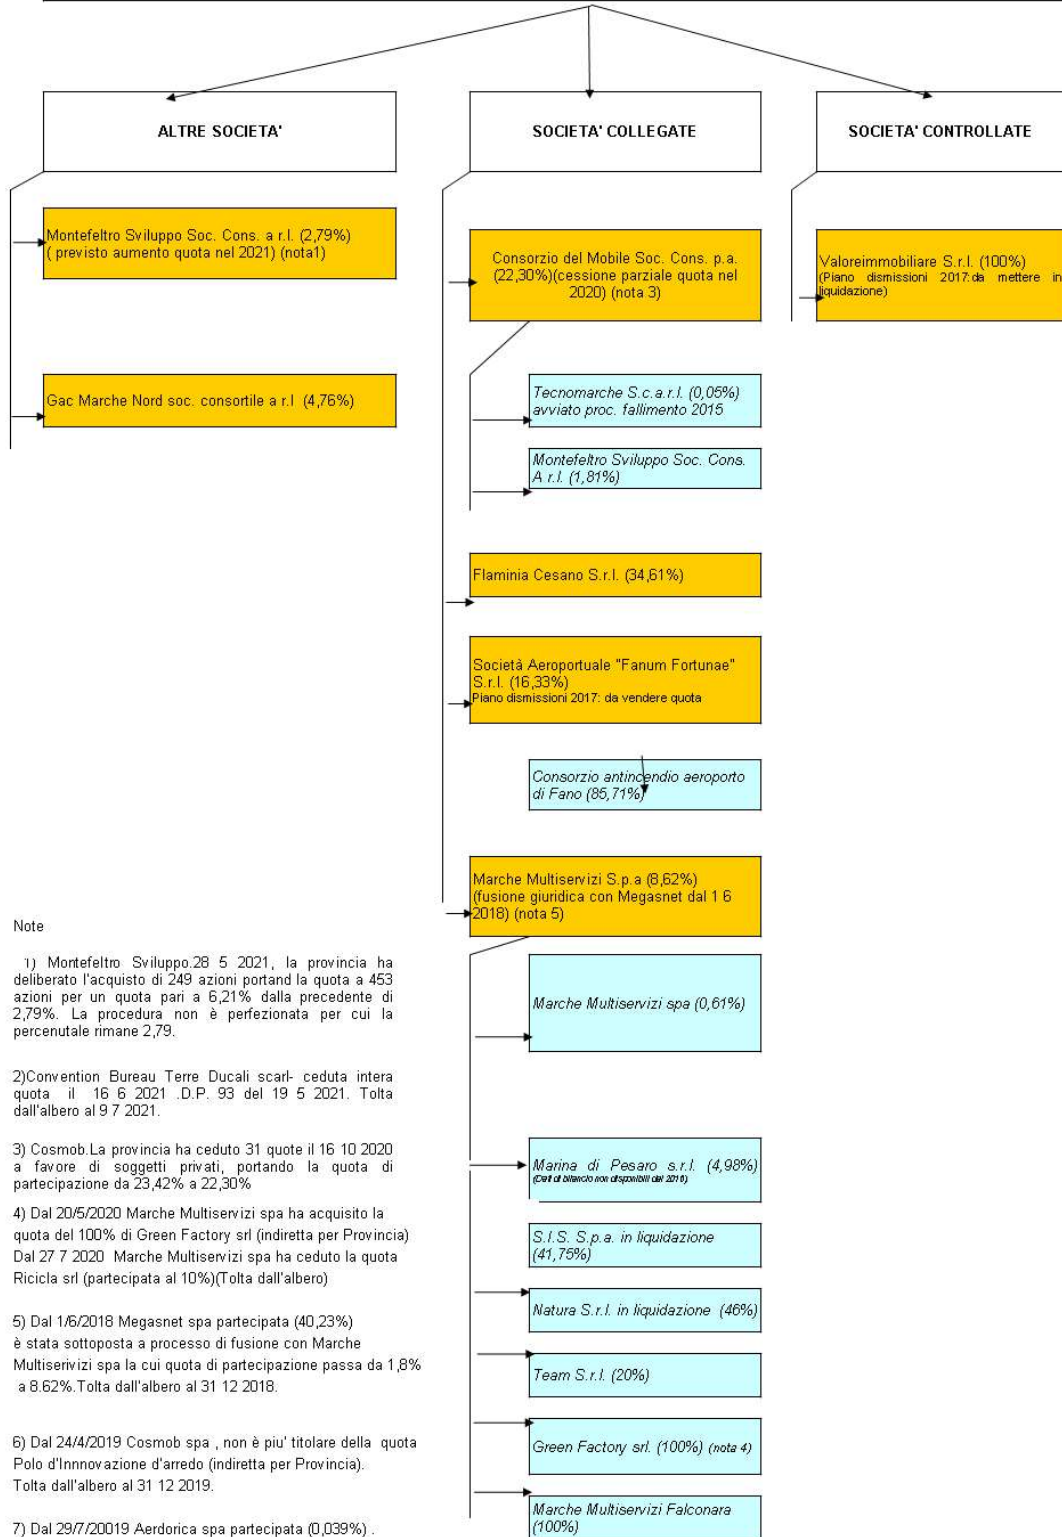 ALTRE SOCIETA'
SOCIETA' COLLEGATE
SOCIETA' CONTROLLATE
Montefeltro Sviluppo Soc. Cons. a r.l. (2,79%)
( previsto aumento quota nel 2021) (nota1)
Gac Marche Nord soc. consortile a r.l (4,76%)
Consorzio del Mobile Soc. Cons. p.a.
(22,30%)(cessione parziale quota nel
2020) (nota 3)
Valoreimmobiliare S.r.l. (100%)
(Piano dismissioni 2017:da mettere in
liquidazione)
Tecnomarche S.c.a.r.l. (0,05%)
avviato proc. fallimento 2015
Montefeltro Sviluppo Soc. Cons.
A r.l. (1,81%)
Flaminia Cesano S.r.l. (34,61%)
Società Aeroportuale "Fanum Fortunae"
S.r.l. (16,33%)
Piano dismissioni 2017: da vendere quota
Consorzio antincendio aeroporto
di Fano (85,71%)
Marche Multiservizi S.p.a (8,62%)
(fusione giuridica con Megasnet dal 1 6
2018) (nota 5)
Marche Multiservizi spa (0,61%)
Marina di Pesaro s.r.l. (4,98%)
(Dati di bilancio non disponibili dal 2016)
S.I.S. S.p.a. in liquidazione
(41,75%)
Natura S.r.l. in liquidazione (46%)
Team S.r.l. (20%)
Green Factory srl. (100%) (nota 4)
Marche Multiservizi Falconara
(100%)
Note
1) Montefeltro Sviluppo.28 5 2021, la provincia ha
deliberato l'acquisto di 249 azioni portand la quota a 453
azioni per un quota pari a 6,21% dalla precedente di
2,79%. La procedura non è perfezionata per cui la
percenutale rimane 2,79.
2)Convention Bureau Terre Ducali scarl- ceduta intera
quota il 16 6 2021 .D.P. 93 del 19 5 2021. Tolta
dall'albero al 9 7 2021.
3) Cosmob.La provincia ha ceduto 31 quote il 16 10 2020
a favore di soggetti privati, portando la quota di
partecipazione da 23,42% a 22,30%
4) Dal 20/5/2020 Marche Multiservizi spa ha acquisito la
quota del 100% di Green Factory srl (indiretta per Provincia)
Dal 27 7 2020 Marche Multiservizi spa ha ceduto la quota
Ricicla srl (partecipata al 10%)(Tolta dall'albero)
5) Dal 1/6/2018 Megasnet spa partecipata (40,23%)
è stata sottoposta a processo di fusione con Marche
Multiserivizi spa la cui quota di partecipazione passa da 1,8%
a 8.62%.Tolta dall'albero al 31 12 2018.
6) Dal 24/4/2019 Cosmob spa , non è piu' titolare della quota
Polo d'Innnovazione d'arredo (indiretta per Provincia).
Tolta dall'albero al 31 12 2019.
7) Dal 29/7/20019 Aerdorica spa partecipata (0,039%) .